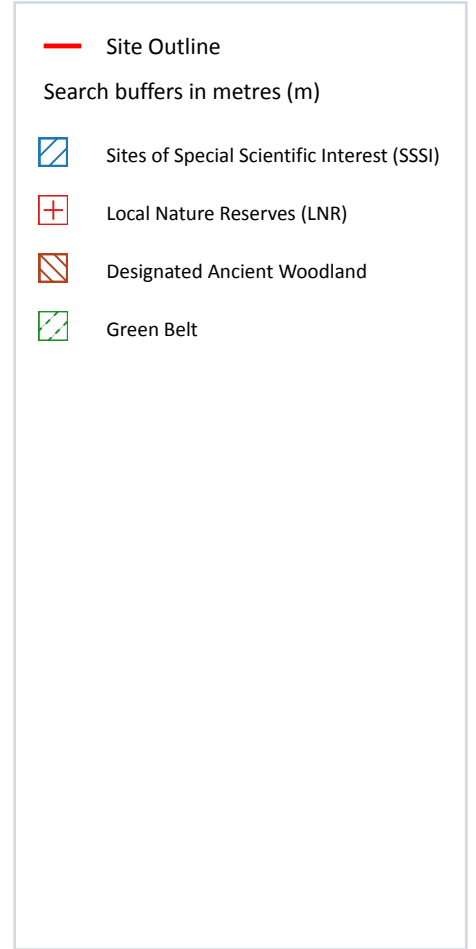 Site Outline
Search buffers in metres (m)
Sites of Special Scientific Interest (SSSI)
Local Nature Reserves (LNR)
Designated Ancient Woodland
Green Belt